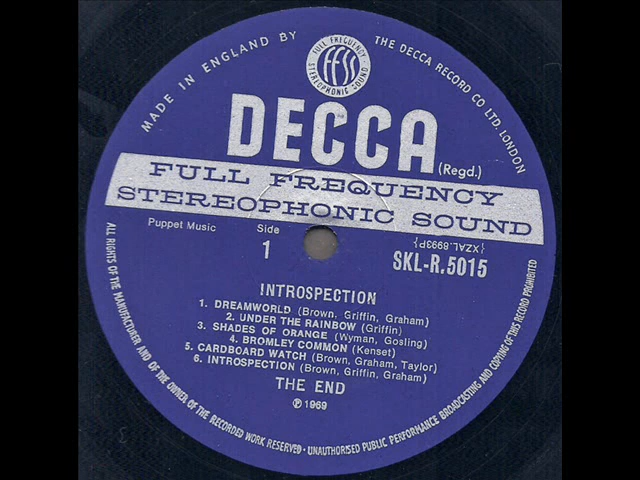 MADE IN ENGLAND BY
THE DECCA RECORD CO LTD. LONDON
FULL FREQUENCY
STEREOPHONIC SOUND
FFSS
DECCA
(Regd.)
FULL FREQUENCY
STEREOPHONIC SOUND
Puppet Music
Side
1
{XZAL.8993P}
SKL-R.5015
INTROSPECTION
1. DREAMWORLD (Brown, Griffin, Graham)
2. UNDER THE RAINBOW (Griffin)
3. SHADES OF ORANGE (Wyman, Gosling)
4. BROMLEY COMMON (Kenset)
5. CARDBOARD WATCH (Brown, Graham, Taylor)
6. INTROSPECTION (Brown, Griffin, Graham)
THE END
℗ 1969
ALL RIGHTS OF THE MANUFACTURER AND OF THE OWNER OF THE RECORDED WORK RESERVED · UNAUTHORISED PUBLIC PERFORMANCE BROADCASTING AND COPYING OF THIS RECORD PROHIBITED